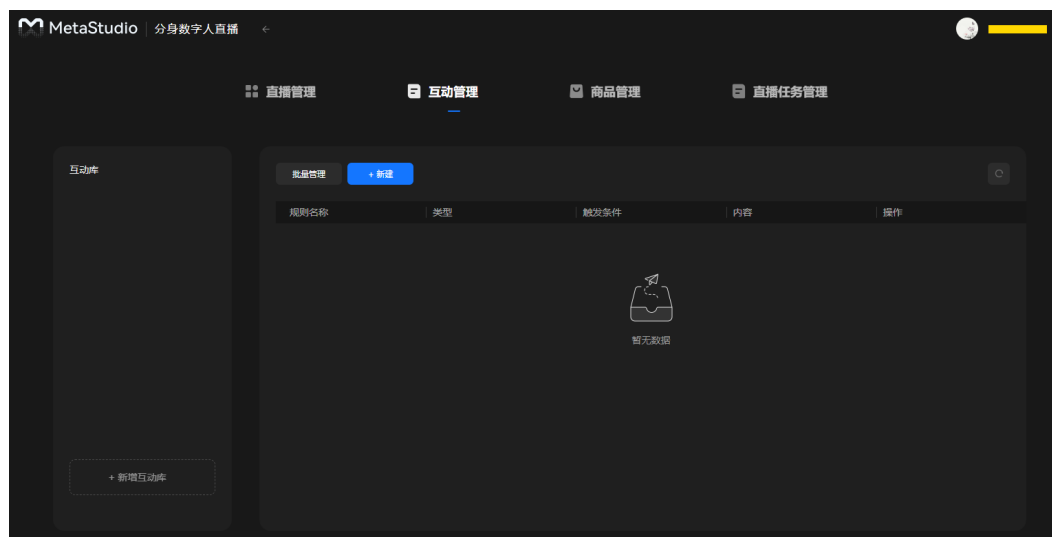 MetaStudio 分身数字人直播
直播管理 互动管理 商品管理 直播任务管理
互动库
批量管理 + 新建
规则名称 类型 触发条件 内容 操作
暂无数据
+ 新增互动库